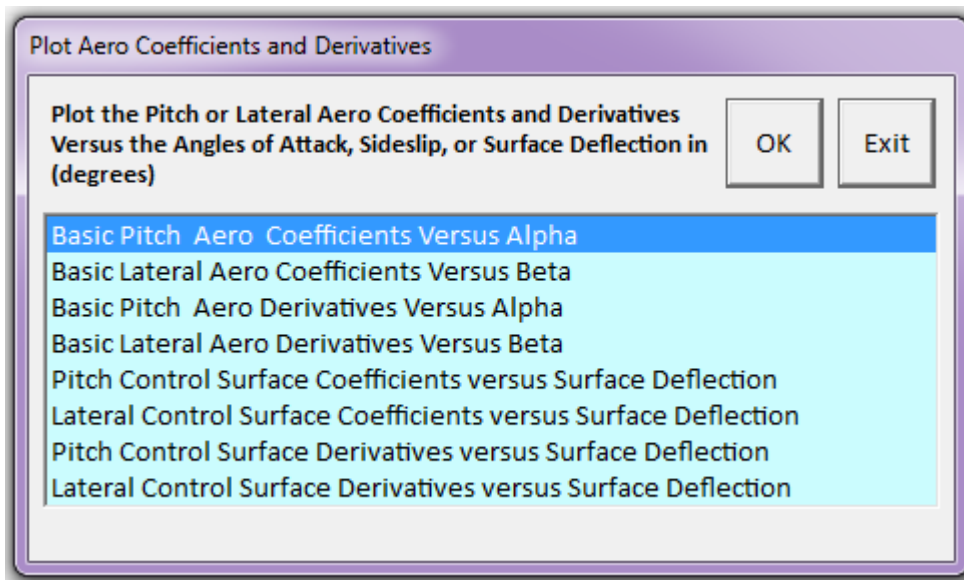 Plot Aero Coefficients and Derivatives
Plot the Pitch or Lateral Aero Coefficients and Derivatives
Versus the Angles of Attack, Sideslip, or Surface Deflection in
(degrees)
OK
Exit
Basic Pitch  Aero  Coefficients Versus Alpha
Basic Lateral Aero Coefficients Versus Beta
Basic Pitch  Aero Derivatives Versus Alpha
Basic Lateral Aero Derivatives Versus Beta
Pitch Control Surface Coefficients versus Surface Deflection
Lateral Control Surface Coefficients versus Surface Deflection
Pitch Control Surface Derivatives versus Surface Deflection
Lateral Control Surface Derivatives versus Surface Deflection